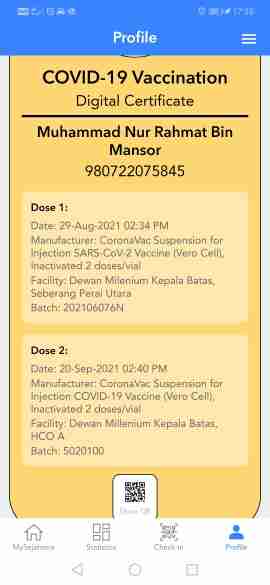 17:35
Profile
COVID-19 Vaccination
Digital Certificate
Muhammad Nur Rahmat Bin
Mansor
980722075845
Dose 1:
Date: 29-Aug-2021 02:34 PM
Manufacturer: CoronaVac Suspension for
Injection SARS-CoV-2 Vaccine (Vero Cell),
Inactivated 2 doses/vial
Facility: Dewan Milenium Kepala Batas,
Seberang Perai Utara
Batch: 202106076N
Dose 2:
Date: 20-Sep-2021 02:40 PM
Manufacturer: CoronaVac Suspension for
Injection COVID-19 Vaccine (Vero Cell),
Inactivated 2 doses/vial
Facility: Dewan Millenium Kepala Batas,
HCO A
Batch: 5020100
MySejahtera
Statistics
Check-in
Profile